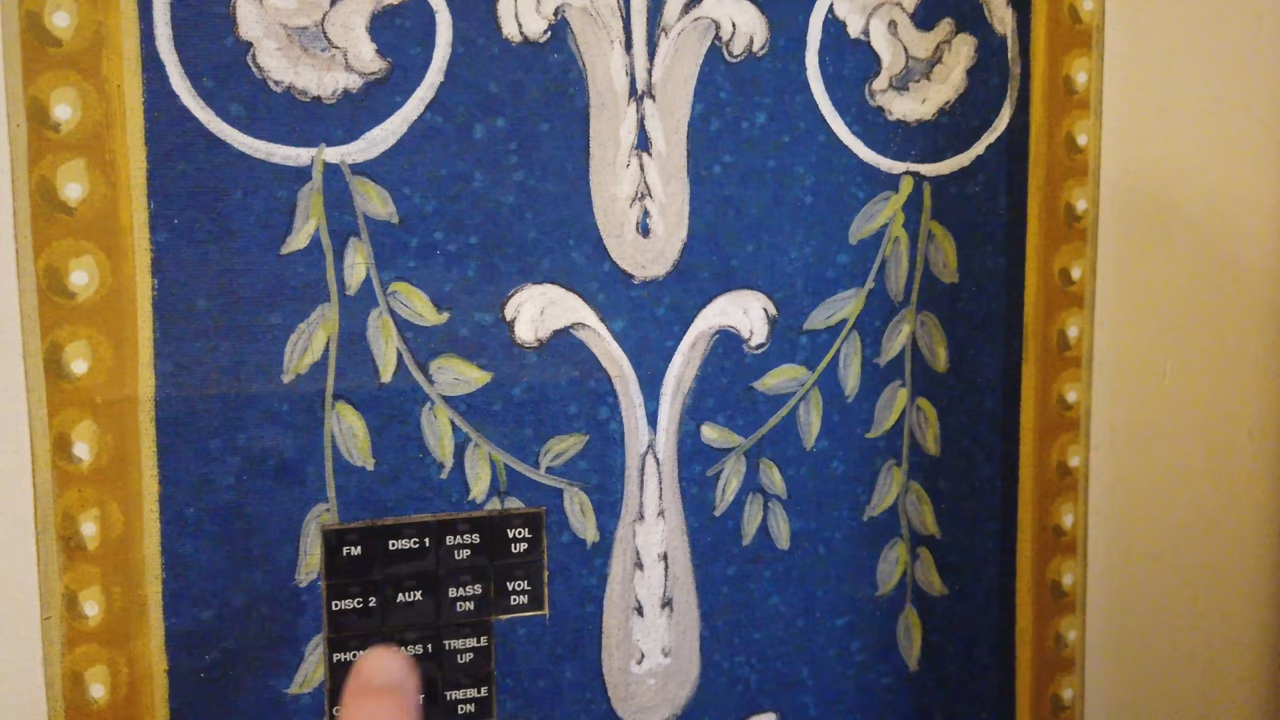 FM DISC 1 BASS UP VOL UP
DISC 2 AUX BASS DN VOL DN
TREBLE UP
TREBLE DN